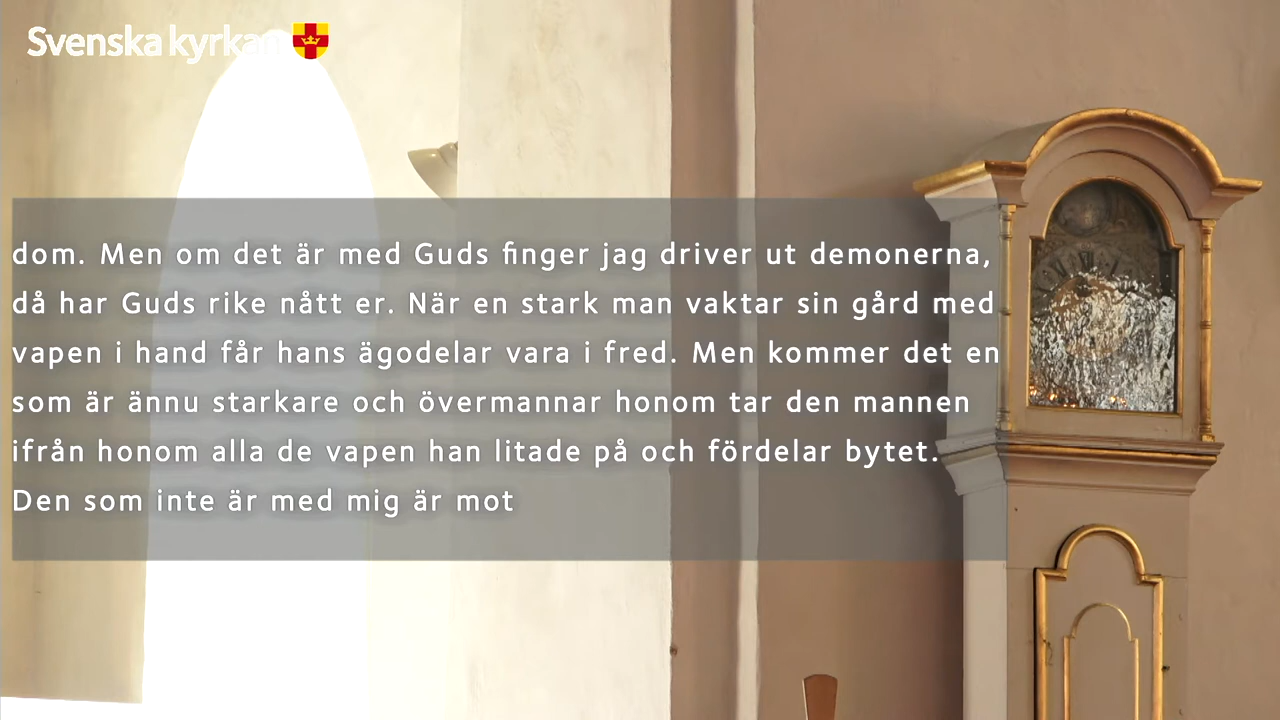 Svenska kyrkan
dom. Men om det är med Guds finger jag driver ut demonerna,
då har Guds rike nått er. När en stark man vaktar sin gård med
vapen i hand får hans ägodelar vara i fred. Men kommer det en
som är ännu starkare och övermannar honom tar den mannen
ifrån honom alla de vapen han litade på och fördelar bytet.
Den som inte är med mig är mot